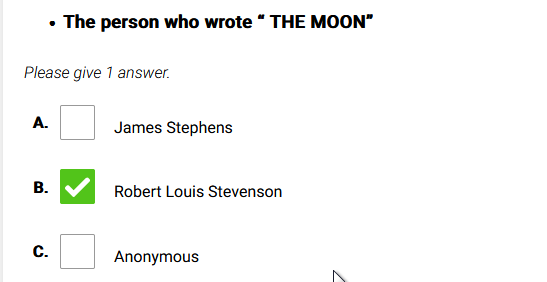 • The person who wrote “ THE MOON”
Please give 1 answer.
A. James Stephens
B. Robert Louis Stevenson
C. Anonymous